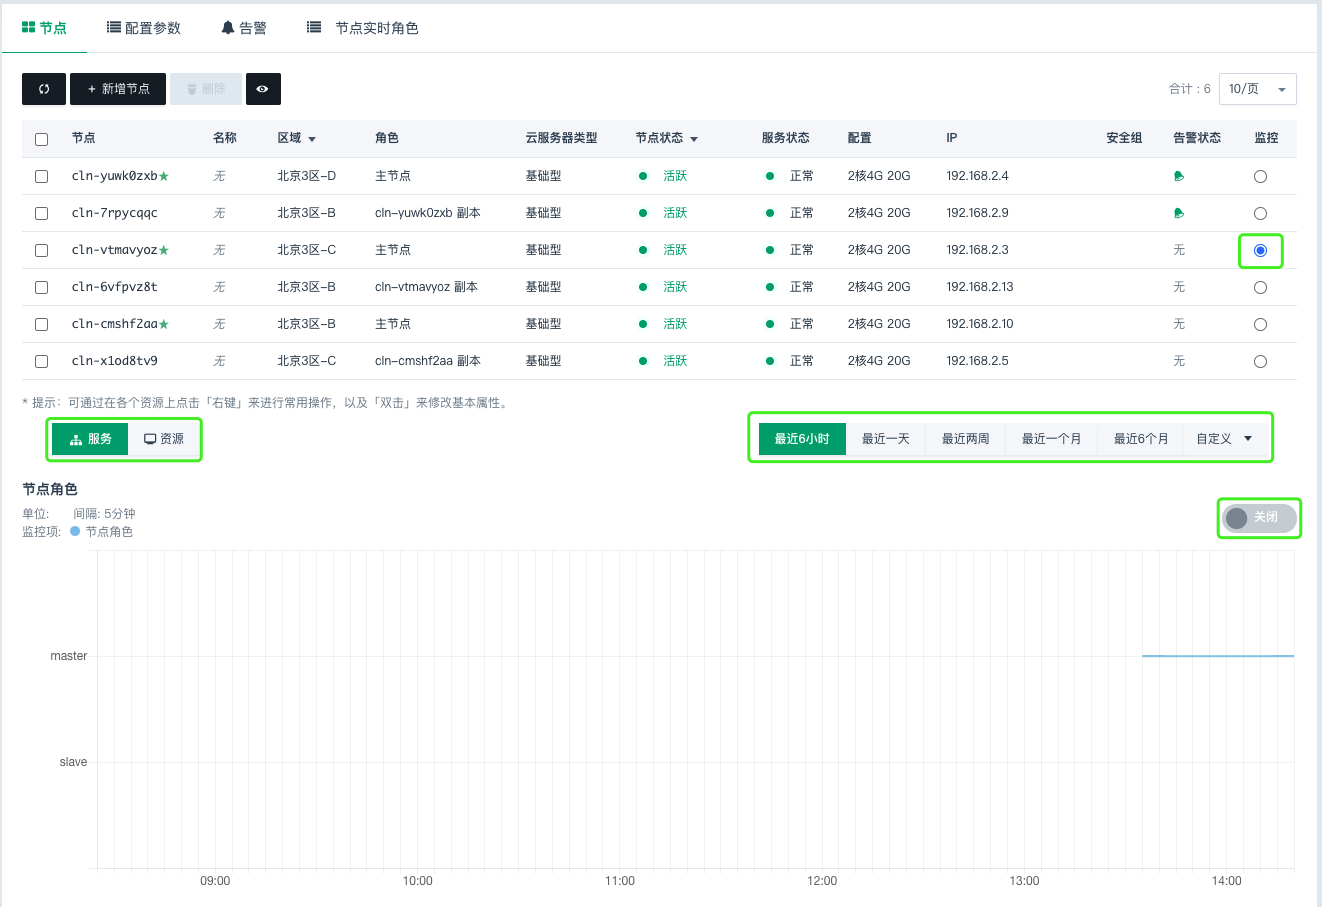 节点 配置参数 告警 节点实时角色
+ 新增节点 删除 合计：6 10/页
节点 名称 区域 角色 云服务器类型 节点状态 服务状态 配置 IP 安全组 告警状态 监控
cln-yuwk0zxb★ 无 北京3区-D 主节点 基础型 活跃 正常 2核4G 20G 192.168.2.4
cln-7rpycqqc 无 北京3区-B cln-yuwk0zxb 副本 基础型 活跃 正常 2核4G 20G 192.168.2.9
cln-vtmavyoz★ 无 北京3区-C 主节点 基础型 活跃 正常 2核4G 20G 192.168.2.3 无
cln-6vfpvz8t 无 北京3区-B cln-vtmavyoz 副本 基础型 活跃 正常 2核4G 20G 192.168.2.13 无
cln-cmshf2aa★ 无 北京3区-B 主节点 基础型 活跃 正常 2核4G 20G 192.168.2.10 无
cln-x1od8tv9 无 北京3区-C cln-cmshf2aa 副本 基础型 活跃 正常 2核4G 20G 192.168.2.5 无
* 提示：可通过在各个资源上点击「右键」来进行常用操作，以及「双击」来修改基本属性。
服务 资源 最近6小时 最近一天 最近两周 最近一个月 最近6个月 自定义
节点角色
单位: 间隔: 5分钟 关闭
监控项: 节点角色
master
slave
09:00 10:00 11:00 12:00 13:00 14:00